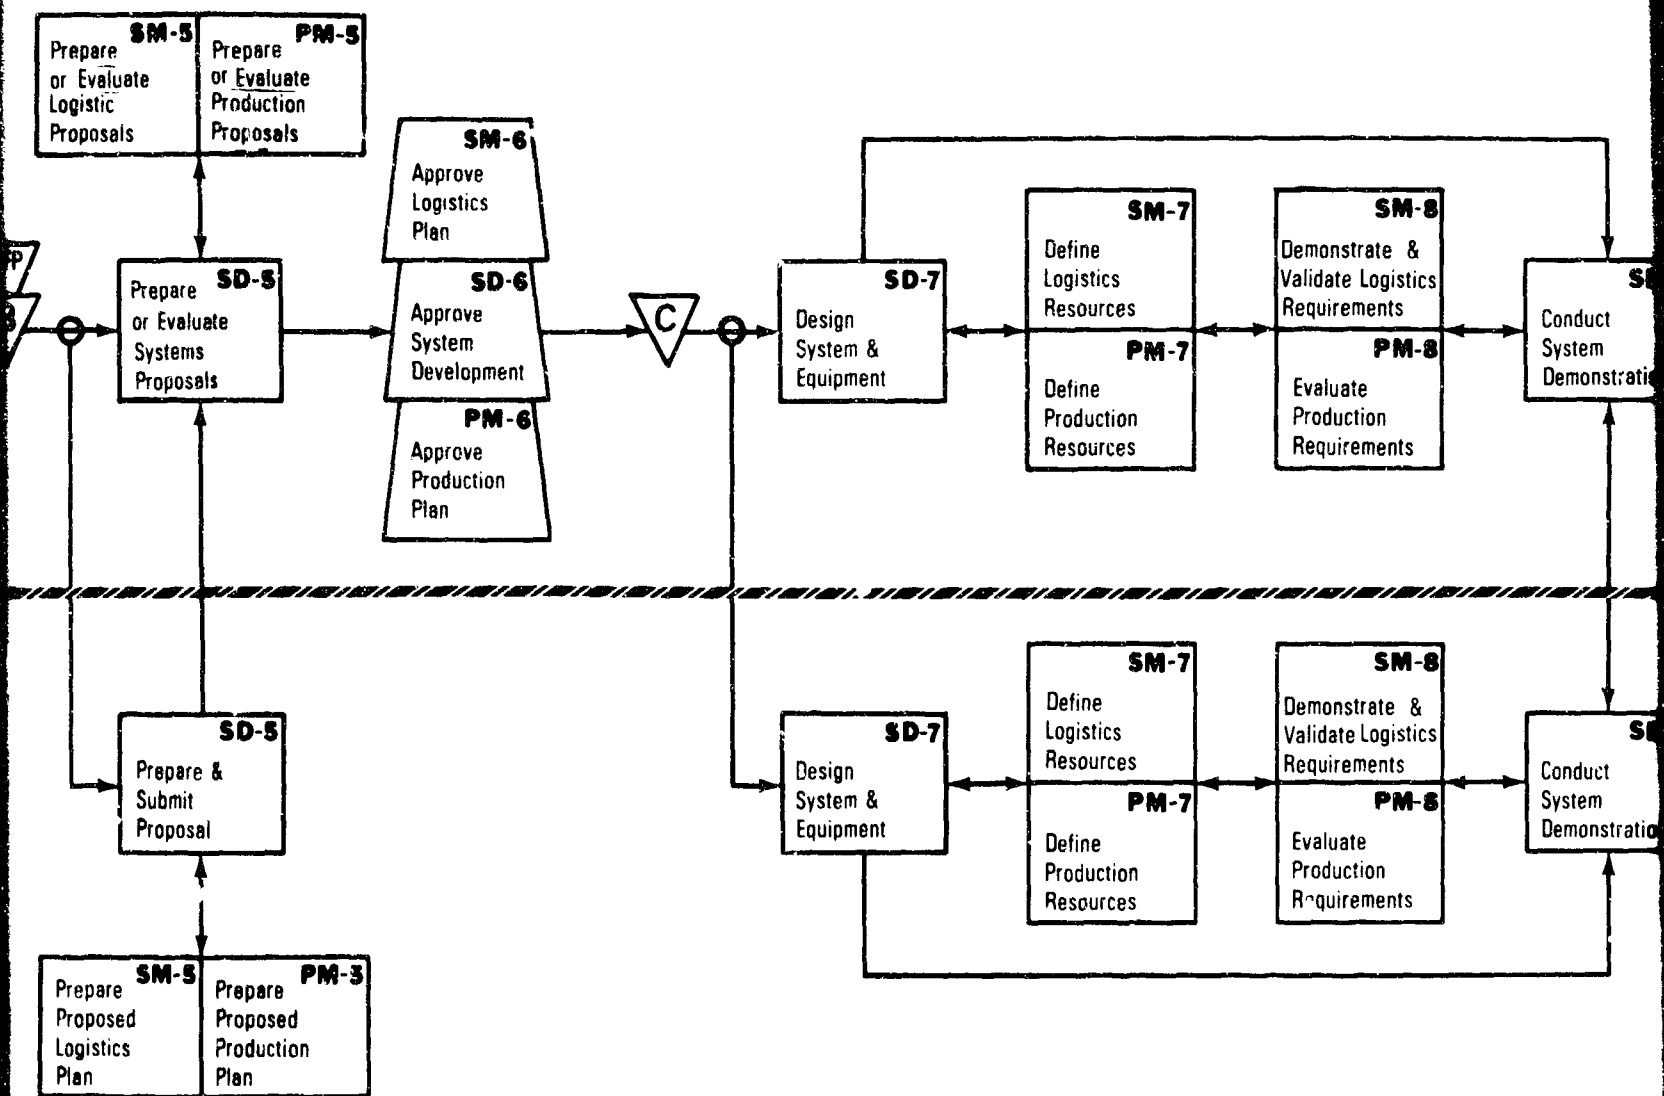 SM-5
Prepare
or Evaluate
Logistic
Proposals
PM-5
Prepare
or Evaluate
Production
Proposals
SM-6
Approve
Logistics
Plan
SD-5
Prepare
or Evaluate
Systems
Proposals
SD-6
Approve
System
Development
PM-6
Approve
Production
Plan
C
SD-7
Design
System &
Equipment
SM-7
Define
Logistics
Resources
PM-7
Define
Production
Resources
SM-8
Demonstrate &
Validate Logistics
Requirements
PM-8
Evaluate
Production
Requirements
Conduct
System
Demonstrati
SD-5
Prepare &
Submit
Proposal
SM-5
Prepare
Proposed
Logistics
Plan
PM-3
Prepare
Proposed
Production
Plan
SD-7
Design
System &
Equipment
SM-7
Define
Logistics
Resources
PM-7
Define
Production
Resources
SM-8
Demonstrate &
Validate Logistics
Requirements
PM-8
Evaluate
Production
R quirements
Conduct
System
Demonstratio